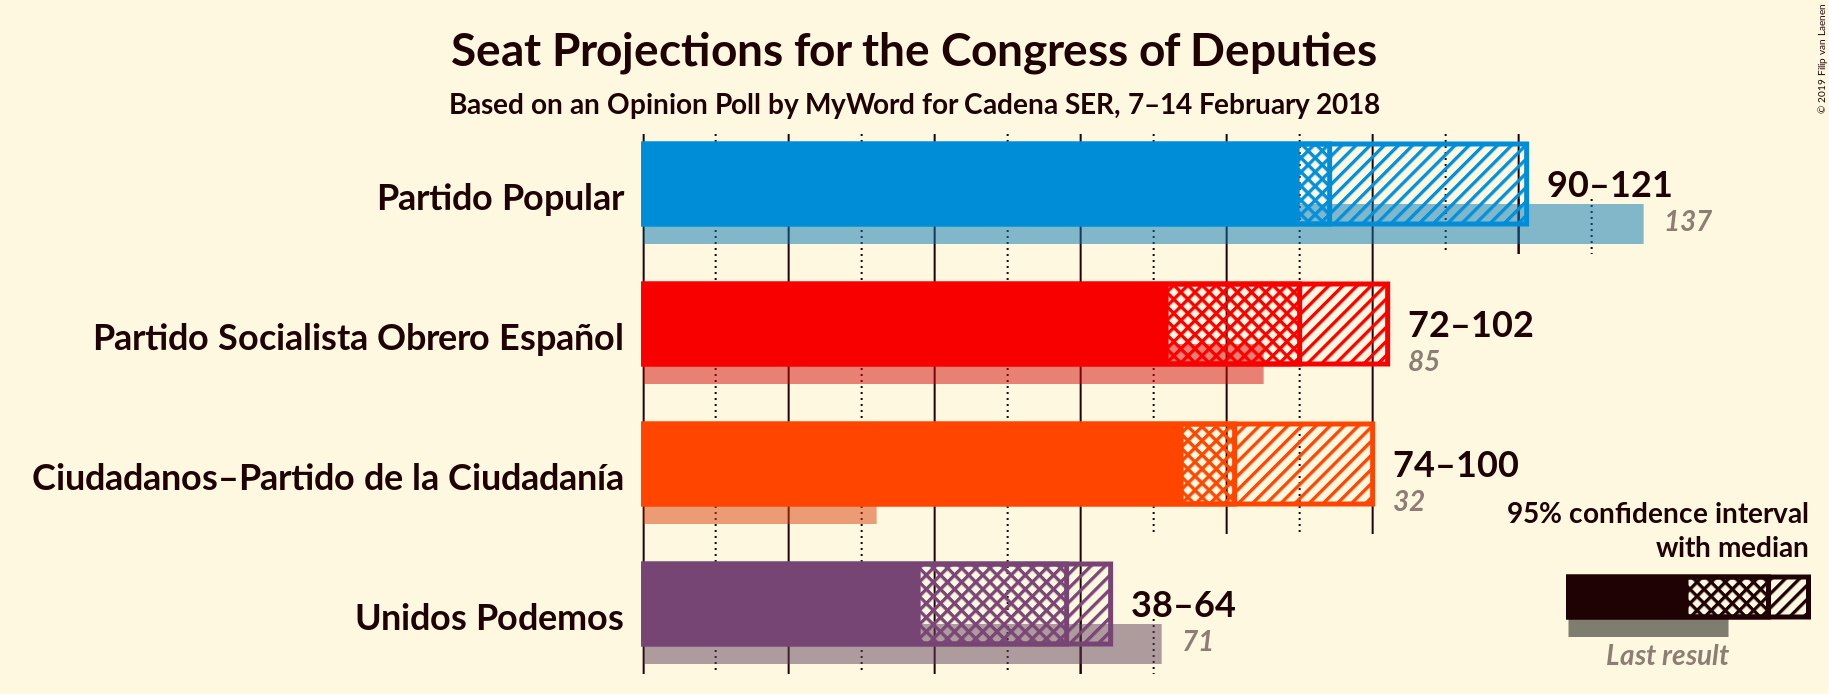 Seat Projections for the Congress of Deputies
Based on an Opinion Poll by MyWord for Cadena SER, 7–14 February 2018
© 2019 Filip van Laenen
Partido Popular
90–121
137
Partido Socialista Obrero Español
72–102
85
Ciudadanos–Partido de la Ciudadanía
74–100
32
Unidos Podemos
38–64
71
95% confidence interval
with median
Last result